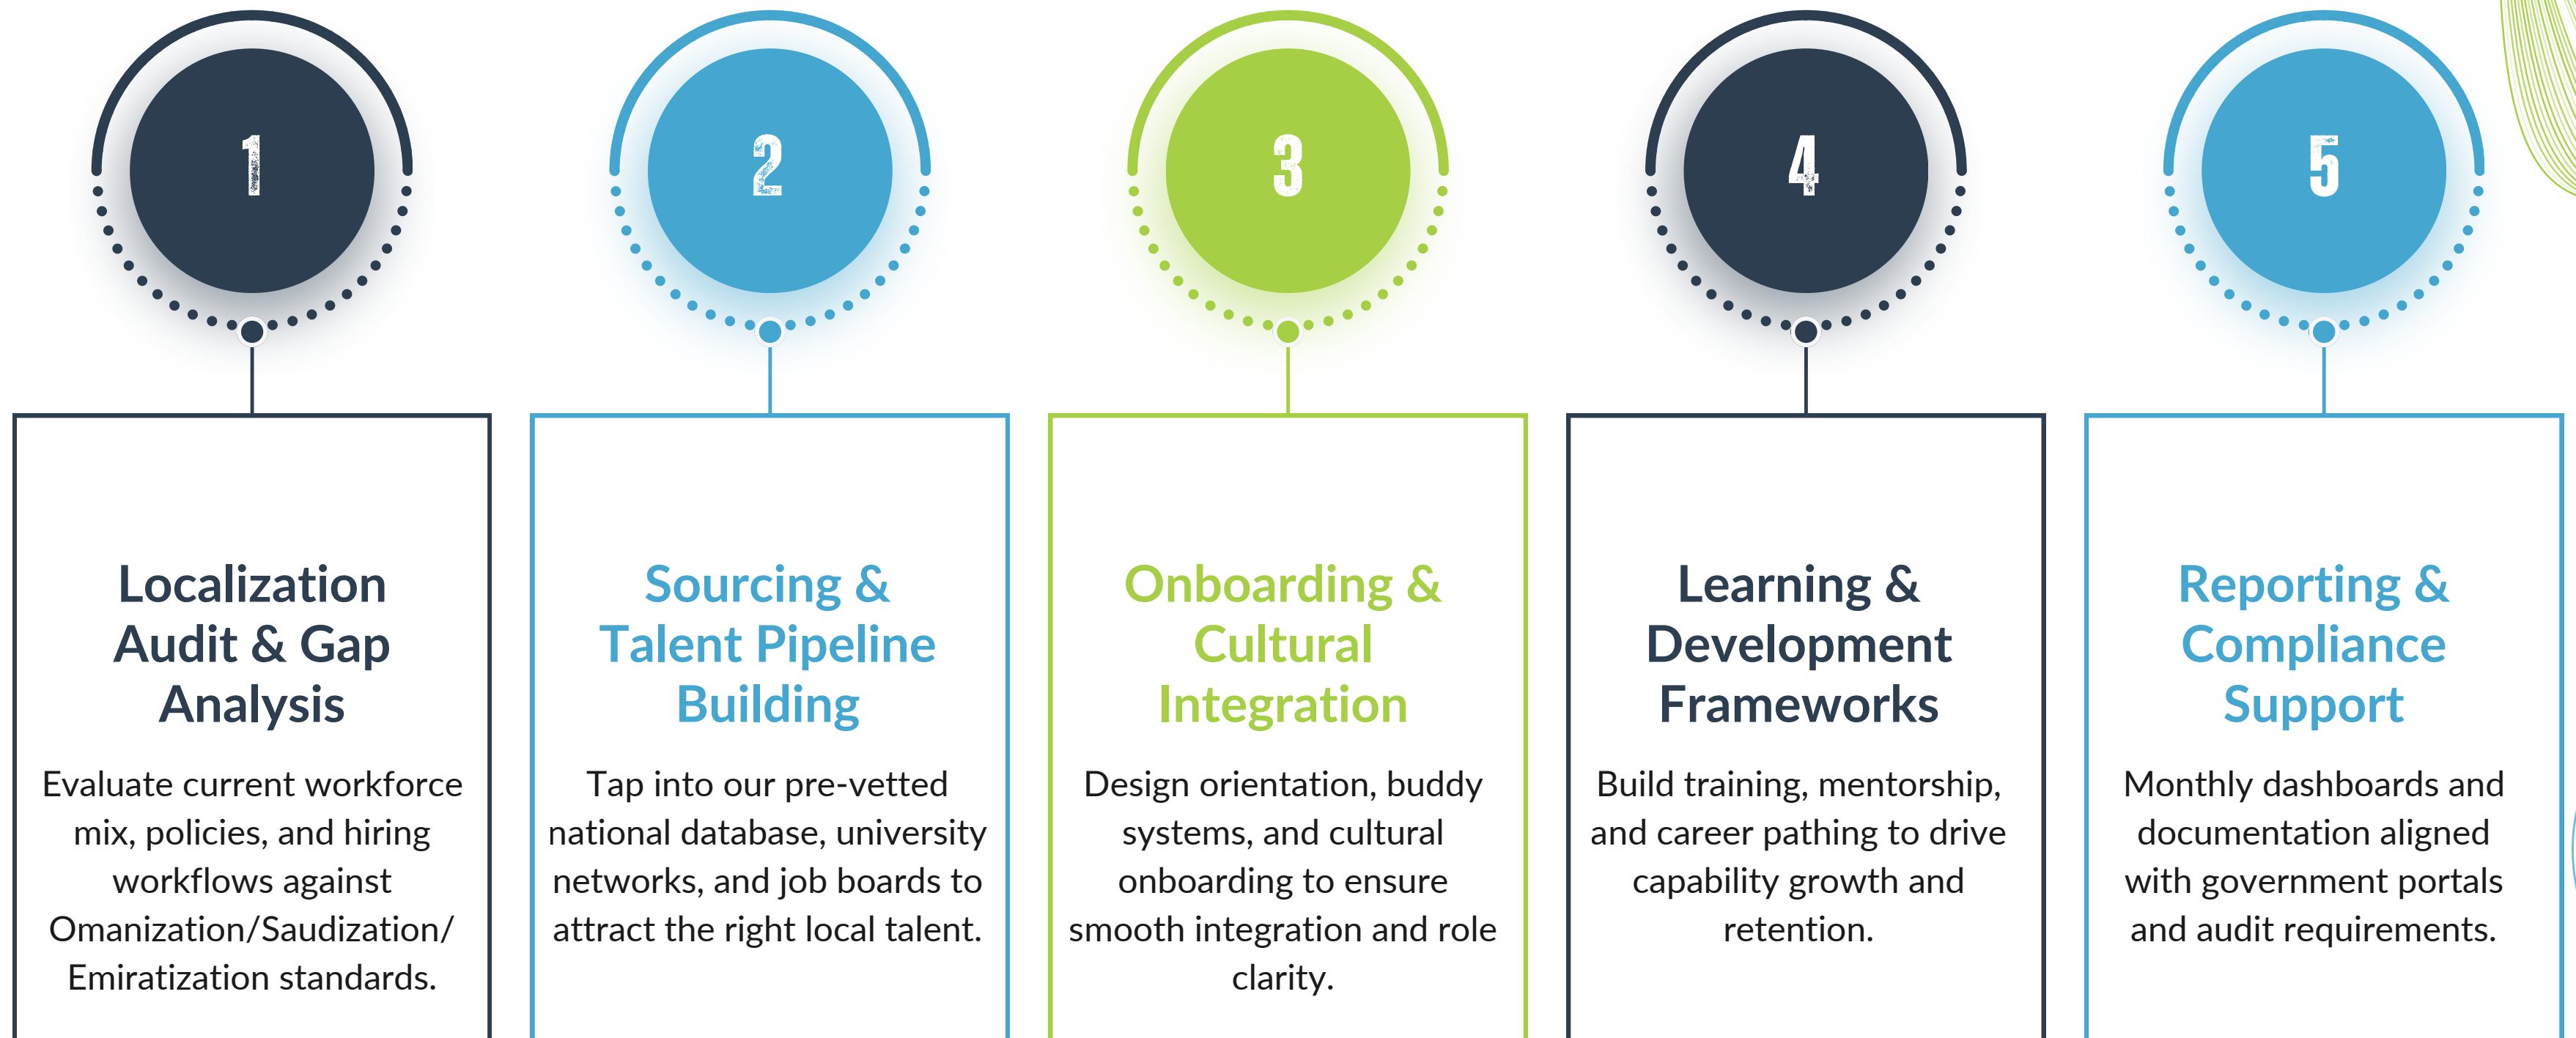 1
Localization
Audit & Gap
Analysis
Evaluate current workforce
mix, policies, and hiring
workflows against
Omanization/Saudization/
Emiratization standards.
2
Sourcing &
Talent Pipeline
Building
Tap into our pre-vetted
national database, university
networks, and job boards to
attract the right local talent.
3
Onboarding &
Cultural
Integration
Design orientation, buddy
systems, and cultural
onboarding to ensure
smooth integration and role
clarity.
4
Learning &
Development
Frameworks
Build training, mentorship,
and career pathing to drive
capability growth and
retention.
5
Reporting &
Compliance
Support
Monthly dashboards and
documentation aligned
with government portals
and audit requirements.